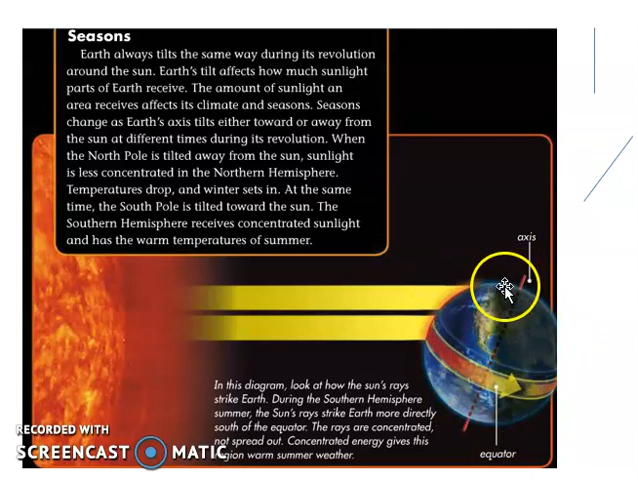 Seasons
Earth always tilts the same way during its revolution
around the sun. Earth's tilt affects how much sunlight
parts of Earth receive. The amount of sunlight an
area receives affects its climate and seasons. Seasons
change as Earth's axis tilts either toward or away from
the sun at different times during its revolution. When
the North Pole is tilted away from the sun, sunlight
is less concentrated in the Northern Hemisphere.
Temperatures drop, and winter sets in. At the same
time, the South Pole is tilted toward the sun. The
Southern Hemisphere receives concentrated sunlight
and has the warm temperatures of summer.
axis
In this diagram, look at how the sun's rays
strike Earth. During the Southern Hemisphere
summer, the Sun's rays strike Earth more directly
south of the equator. The rays are concentrated,
not spread out. Concentrated energy gives this
region warm summer weather.
equator
RECORDED WITH
SCREENCAST MATIC